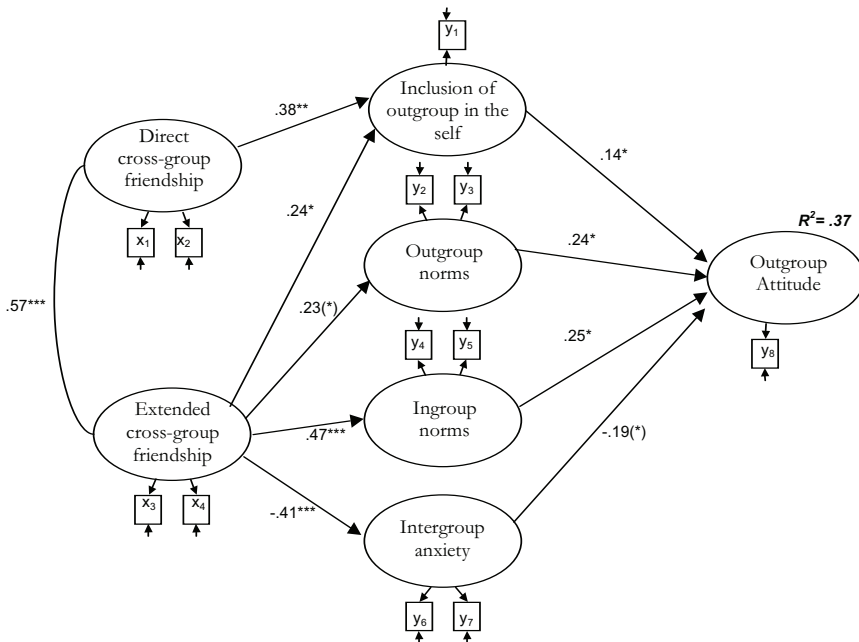 y1
Inclusion of
outgroup in the
self
.38**
Direct
cross-group
friendship
.14*
y2
y3
.24*
R²= .37
x1
x2
Outgroup
norms
.24*
Outgroup
Attitude
.57***
.23(*)
y4
y5
.25*
y8
Extended
cross-group
friendship
Ingroup
norms
.47***
-.19(*)
x3
x4
-.41***
Intergroup
anxiety
y6
y7